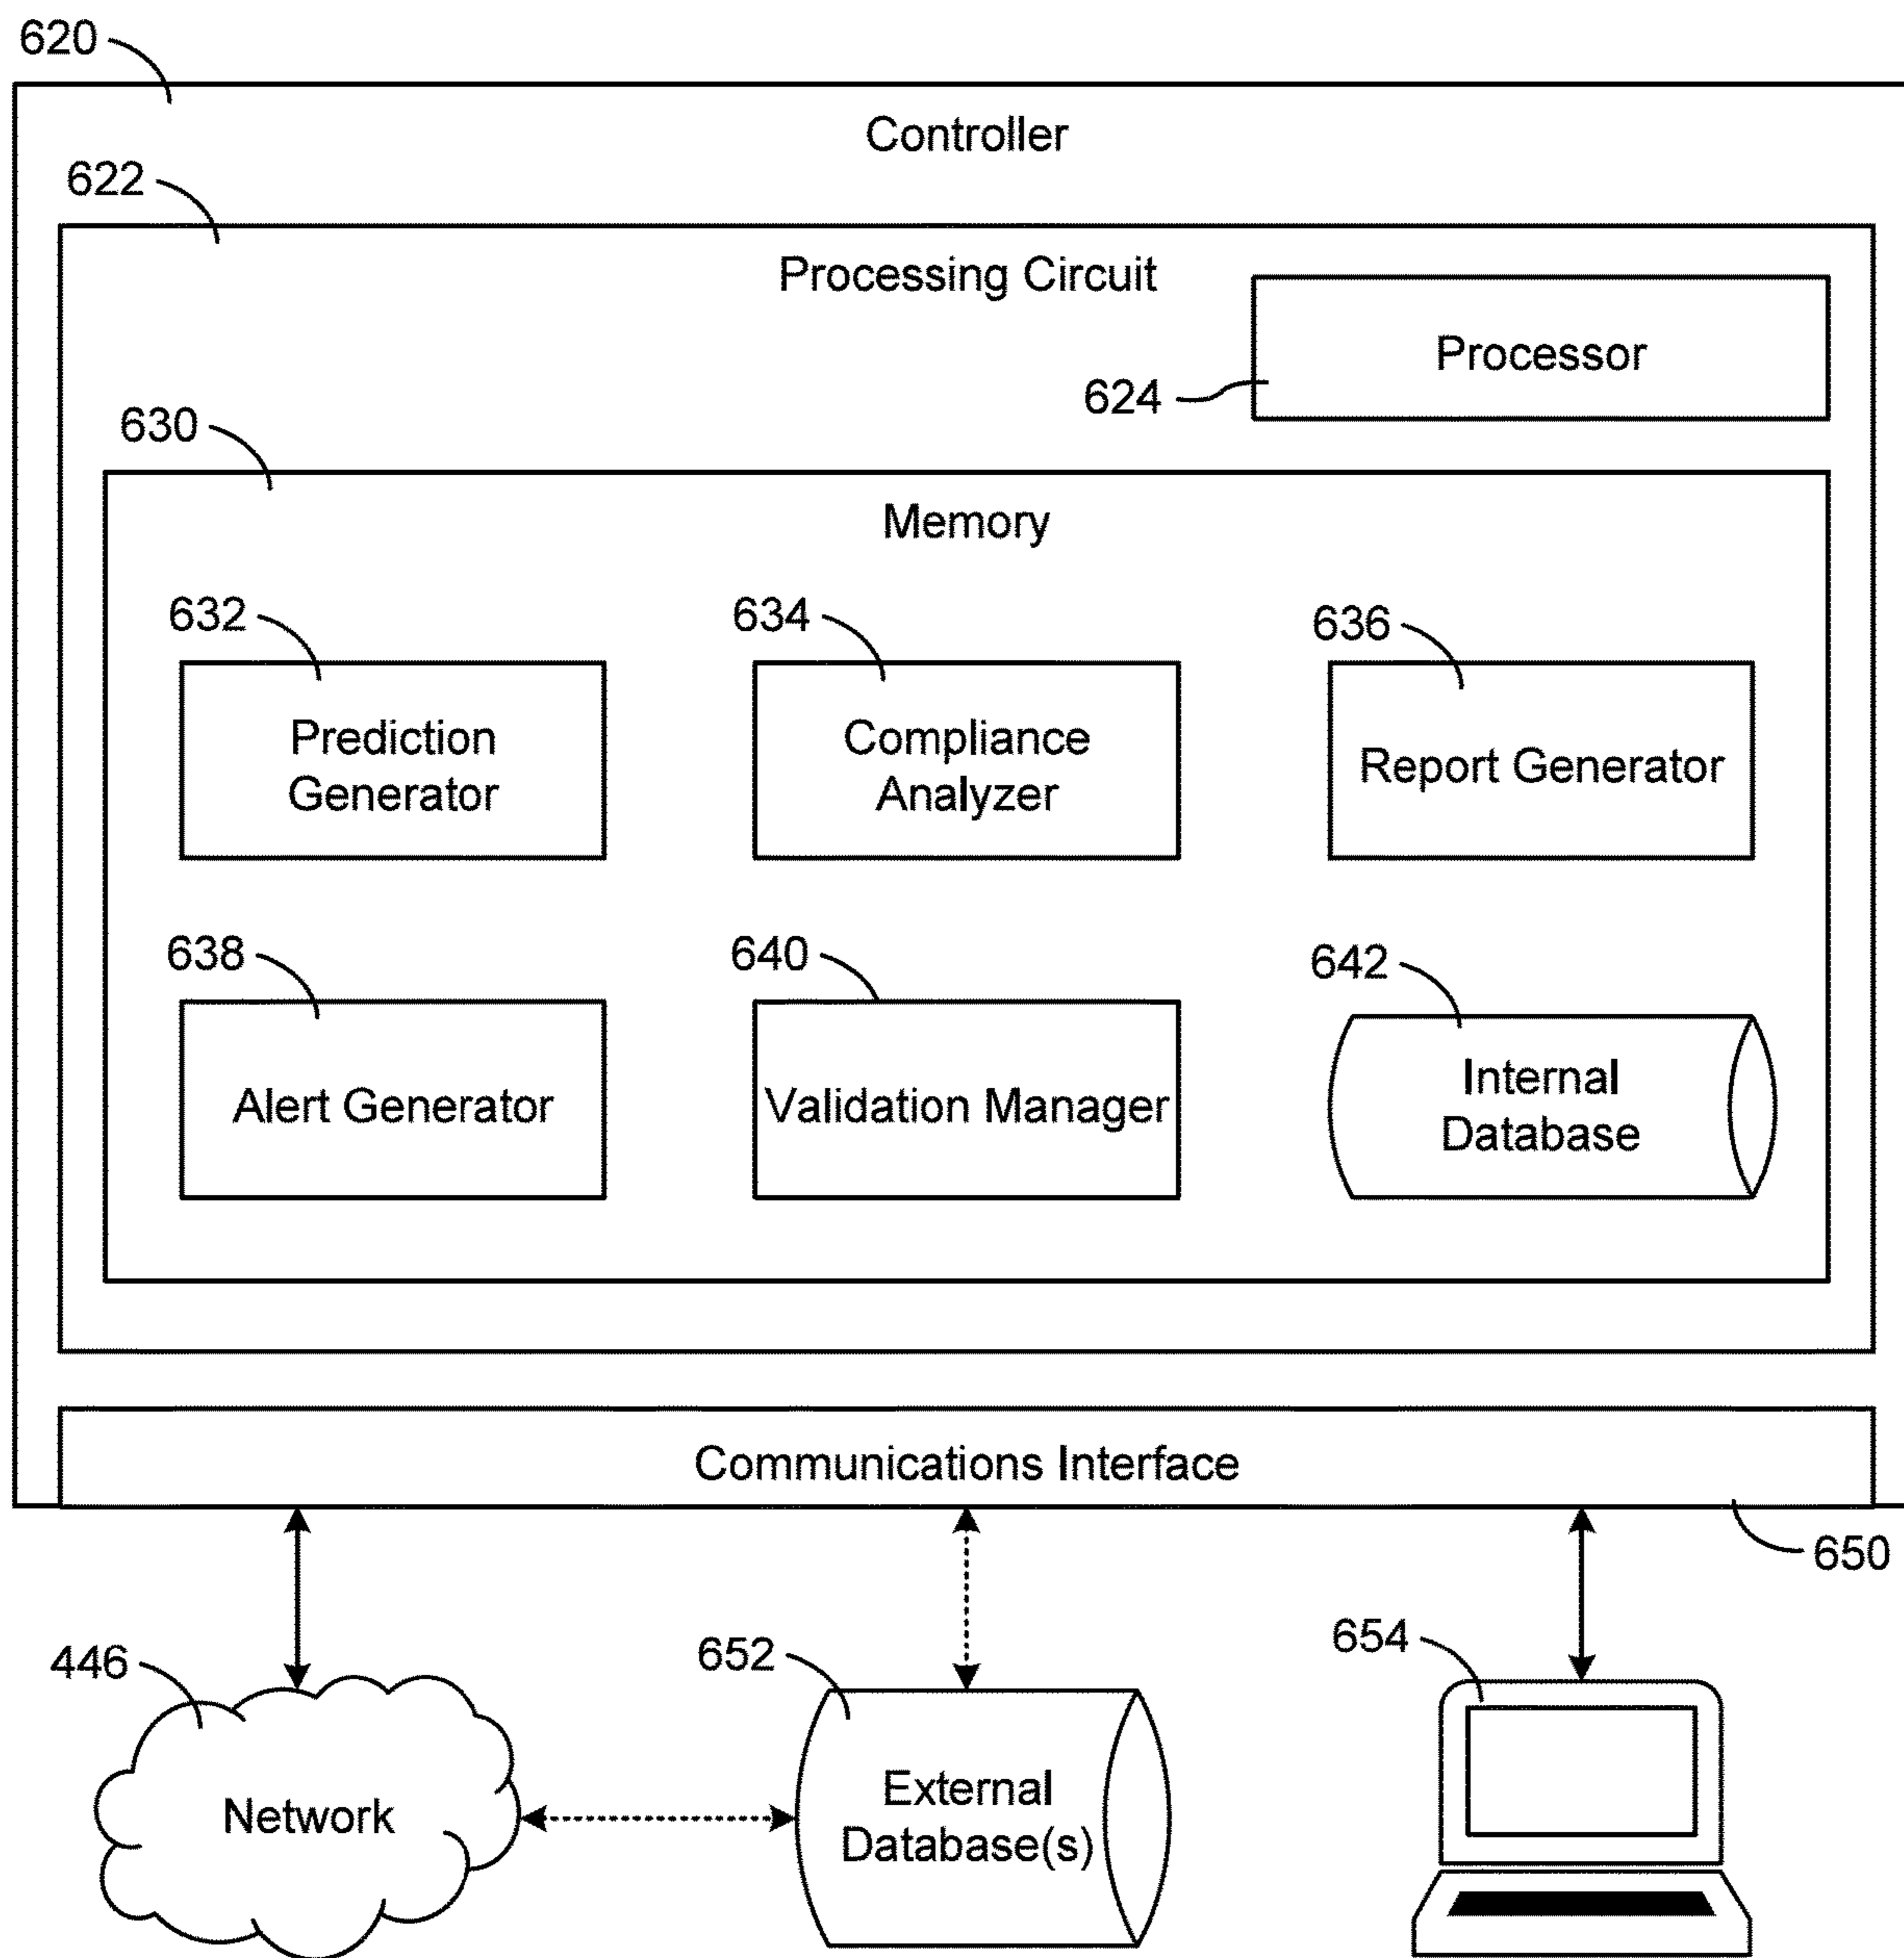 620
Controller
622
Processing Circuit
Processor
624
630
Memory
632
634
636
Prediction
Generator
Compliance
Analyzer
Report Generator
638
640
642
Alert Generator
Validation Manager
Internal
Database
Communications Interface
650
446
652
654
Network
External
Database(s)